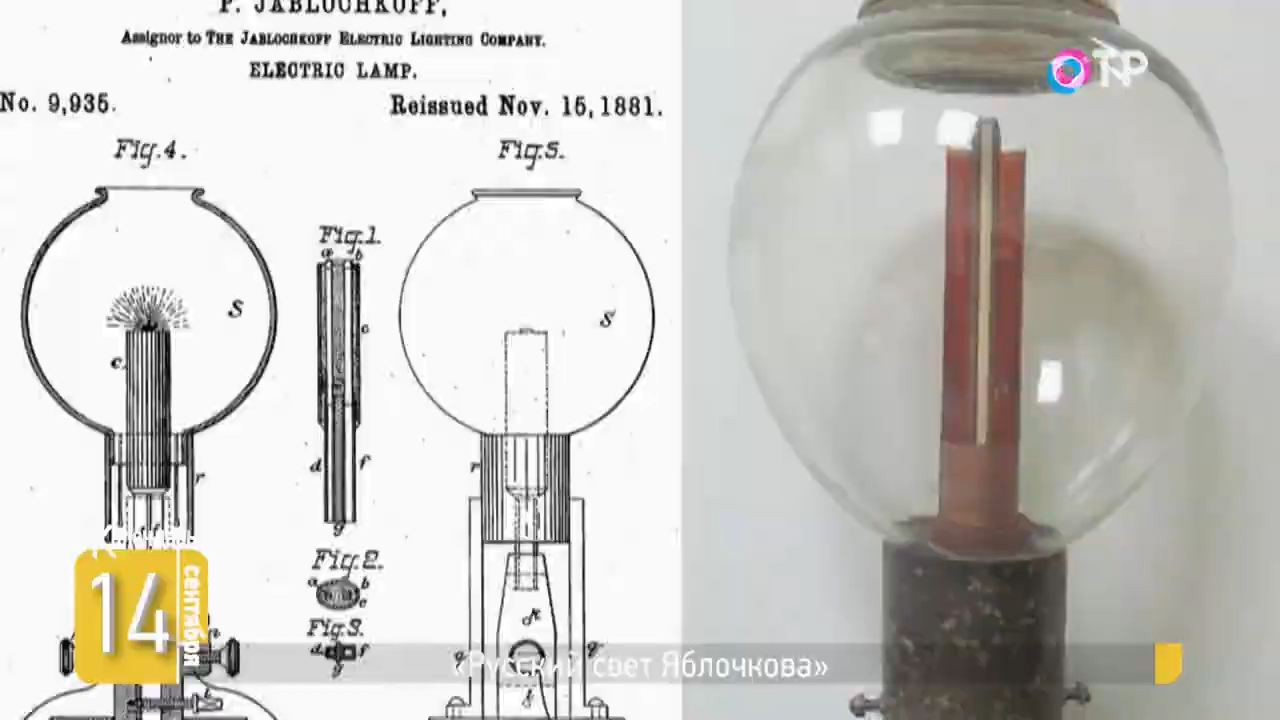 P. JABLOCHKOFF,
Assignor to THE JABLOCHKOFF ELECTRIC LIGHTING COMPANY.
ELECTRIC LAMP.
No. 9,935.
Reissued Nov. 15, 1881.
Fig. 4.
Fig. 5.
Fig. 1.
a b
S
S
c
c
r
d f
r
g
Fig. 2.
a b
c
Fig. 3.
d f
g
q q
ОТР
14
сентября
«Русский свет Яблочкова»